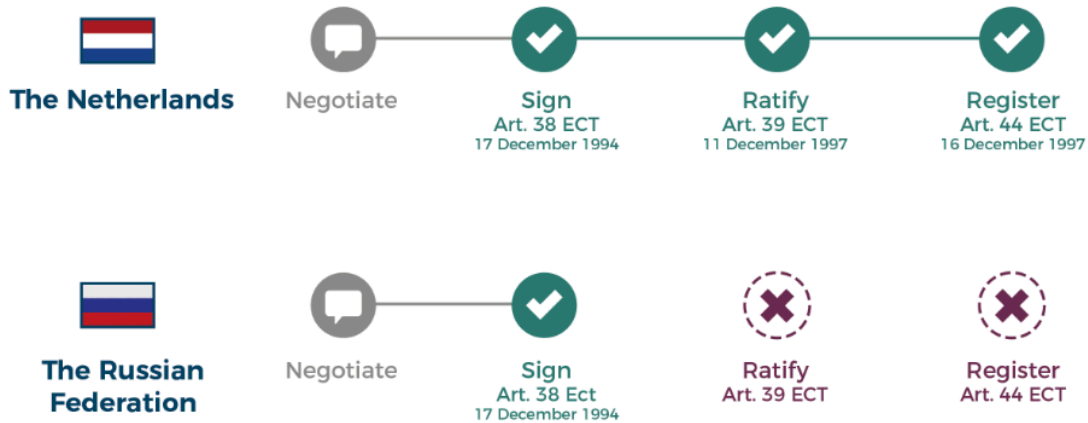 The Netherlands
Negotiate
Sign
Art. 38 ECT
17 December 1994
Ratify
Art. 39 ECT
11 December 1997
Register
Art. 44 ECT
16 December 1997
The Russian
Federation
Negotiate
Sign
Art. 38 Ect
17 December 1994
Ratify
Art. 39 ECT
Register
Art. 44 ECT